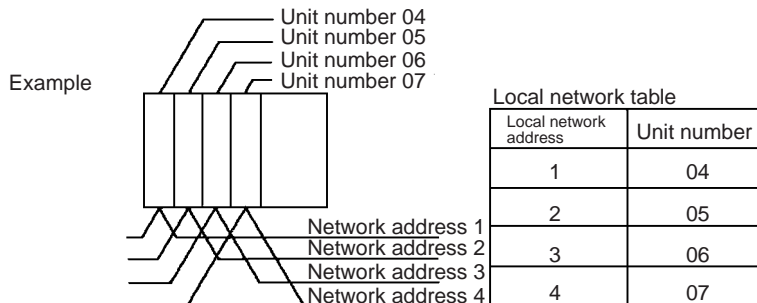 Unit number 04
Unit number 05
Unit number 06
Unit number 07
Example
Network address 1
Network address 2
Network address 3
Network address 4
Local network table
Local network address
Unit number
1 04
2 05
3 06
4 07